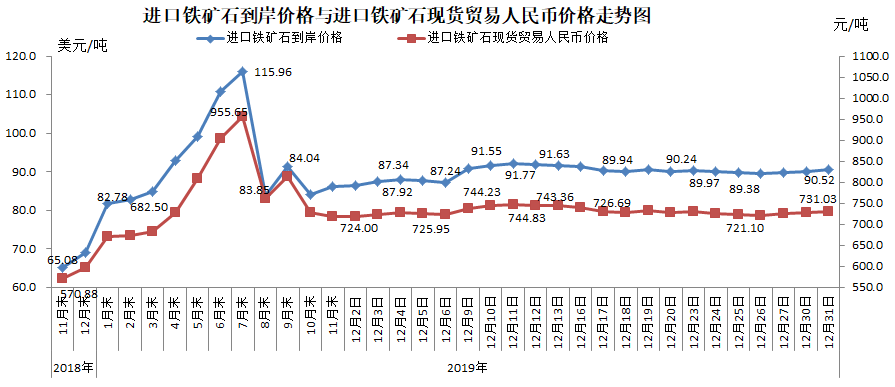 进口铁矿石到岸价格与进口铁矿石现货贸易人民币价格走势图
美元/吨
元/吨
进口铁矿石到岸价格
进口铁矿石现货贸易人民币价格
120.0
110.0
100.0
90.0
80.0
70.0
60.0
1100.0
1050.0
1000.0
950.0
900.0
850.0
800.0
750.0
700.0
650.0
600.0
550.0
65.08
82.78
115.96
83.85
84.04
87.34
87.92
87.24
91.55
91.77
91.63
89.94
90.24
89.97
89.38
90.52
570.88
682.50
955.65
724.00
725.95
744.23
744.83
743.36
726.69
721.10
731.03
11月末
12月末
1月末
2月末
3月末
4月末
5月末
6月末
7月末
8月末
9月末
10月末
11月末
12月2日
12月3日
12月4日
12月5日
12月6日
12月9日
12月10日
12月11日
12月12日
12月13日
12月16日
12月17日
12月18日
12月19日
12月20日
12月23日
12月24日
12月25日
12月26日
12月27日
12月30日
12月31日
2018年
2019年